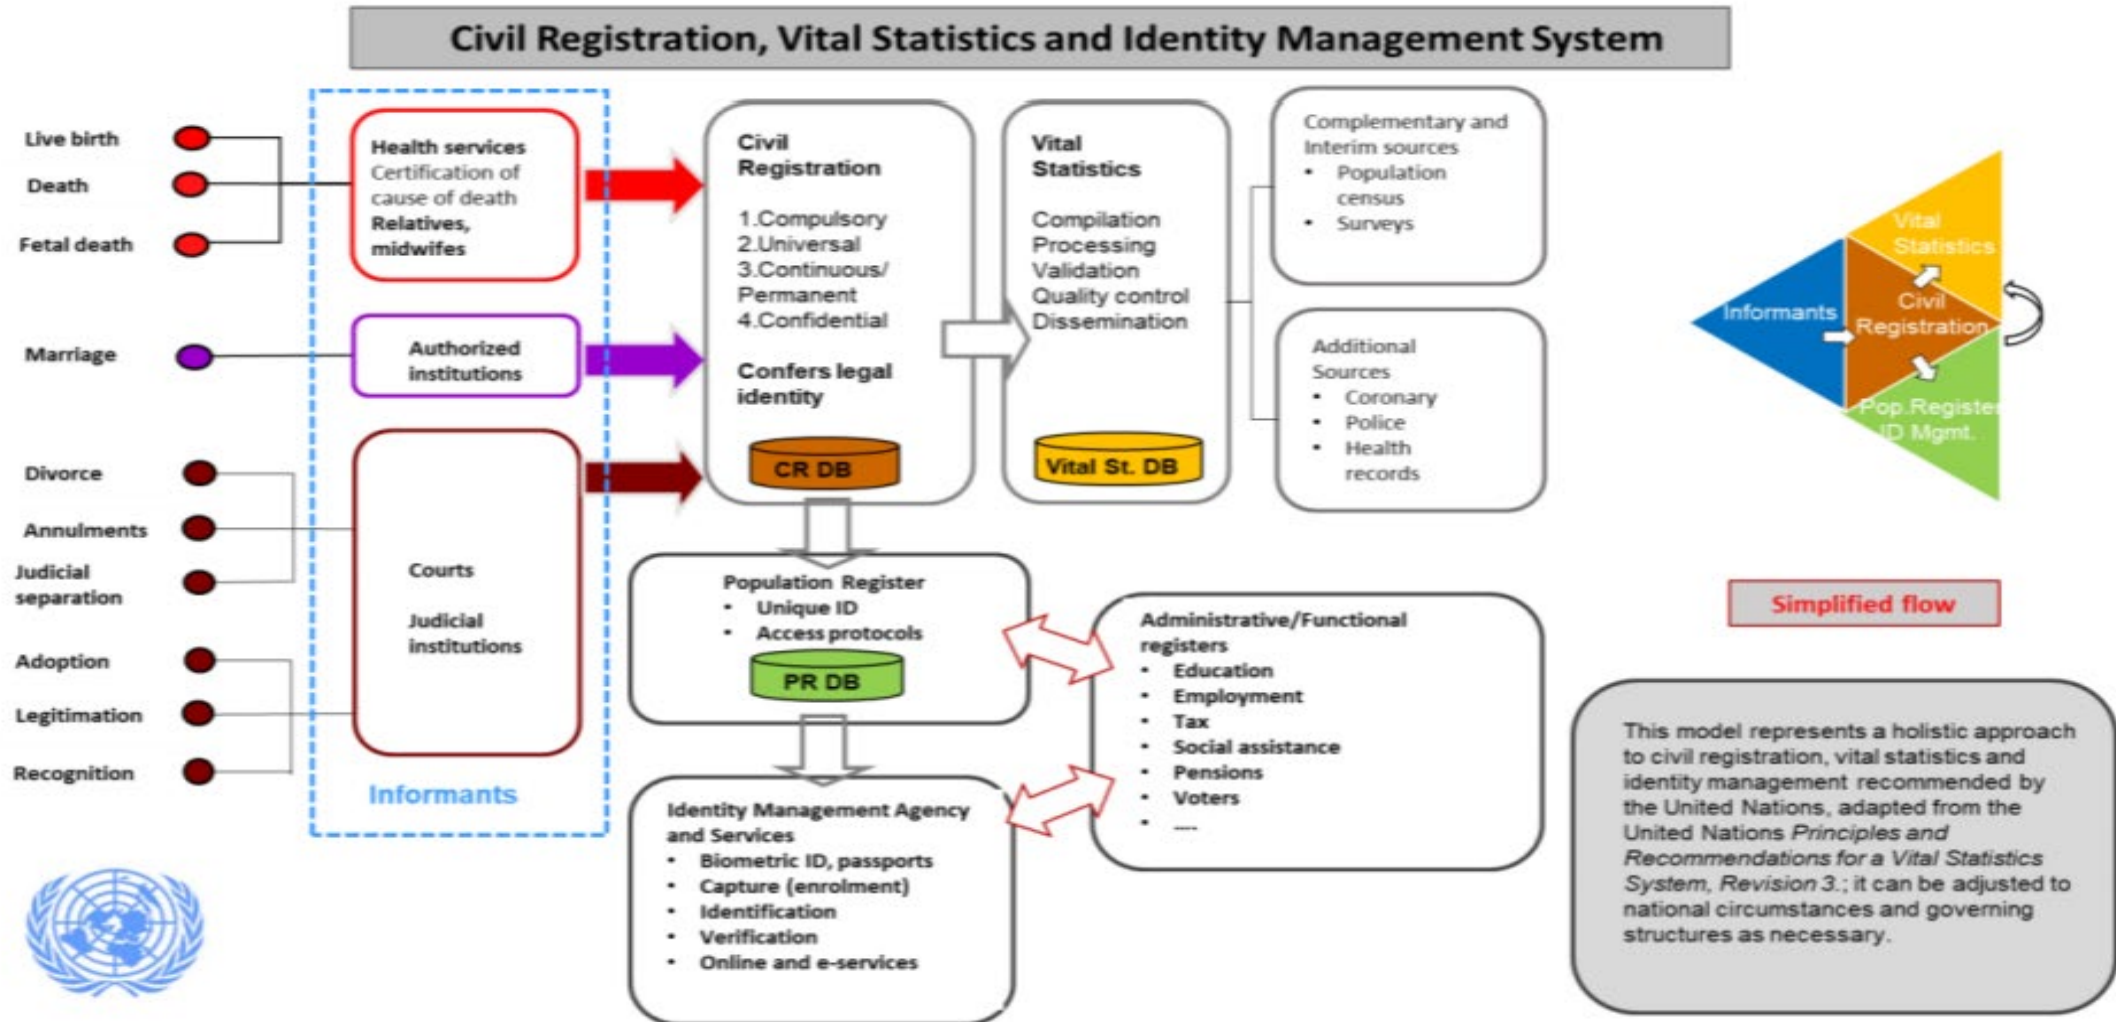 Civil Registration, Vital Statistics and Identity Management System
Live birth
Death
Fetal death
Marriage
Divorce
Annulments
Judicial
separation
Adoption
Legitimation
Recognition
Health services
Certification of
cause of death
Relatives,
midwifes
Authorized
institutions
Courts
Judicial
institutions
Informants
Civil
Registration
1.Compulsory
2.Universal
3.Continuous/
Permanent
4.Confidential
Confers legal
identity
CR DB
Vital
Statistics
Compilation
Processing
Validation
Quality control
Dissemination
Vital St. DB
Complementary and
Interim sources
• Population
census
• Surveys
Additional
Sources
• Coronary
• Police
• Health
records
Population Register
• Unique ID
• Access protocols
PR DB
Identity Management Agency
and Services
• Biometric ID, passports
• Capture (enrolment)
• Identification
• Verification
• Online and e-services
Administrative/Functional
registers
• Education
• Employment
• Tax
• Social assistance
• Pensions
• Voters
• ....
Vital
Statistics
Informants
Civil
Registration
Pop.Register
ID Mgmt.
Simplified flow
This model represents a holistic approach
to civil registration, vital statistics and
identity management recommended by
the United Nations, adapted from the
United Nations Principles and
Recommendations for a Vital Statistics
System, Revision 3.; it can be adjusted to
national circumstances and governing
structures as necessary.